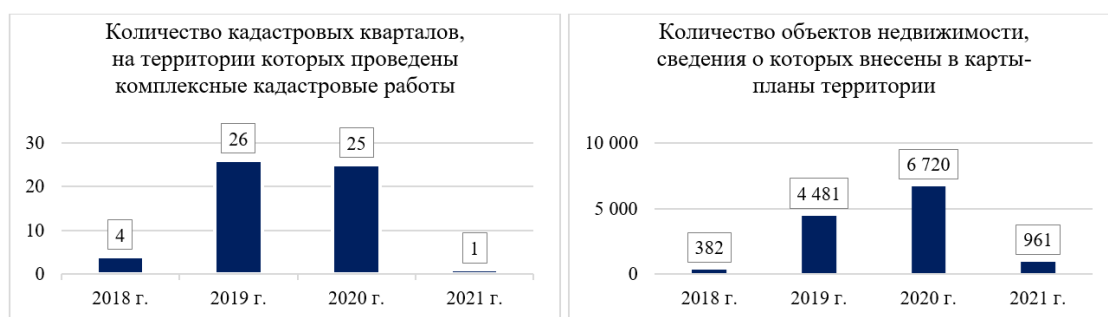 Количество кадастровых кварталов,
на территории которых проведены
комплексные кадастровые работы
30
20
10
0
4
26
25
1
2018 г.
2019 г.
2020 г.
2021 г.
Количество объектов недвижимости,
сведения о которых внесены в карты-
планы территории
10 000
5 000
0
382
4 481
6 720
961
2018 г.
2019 г.
2020 г.
2021 г.